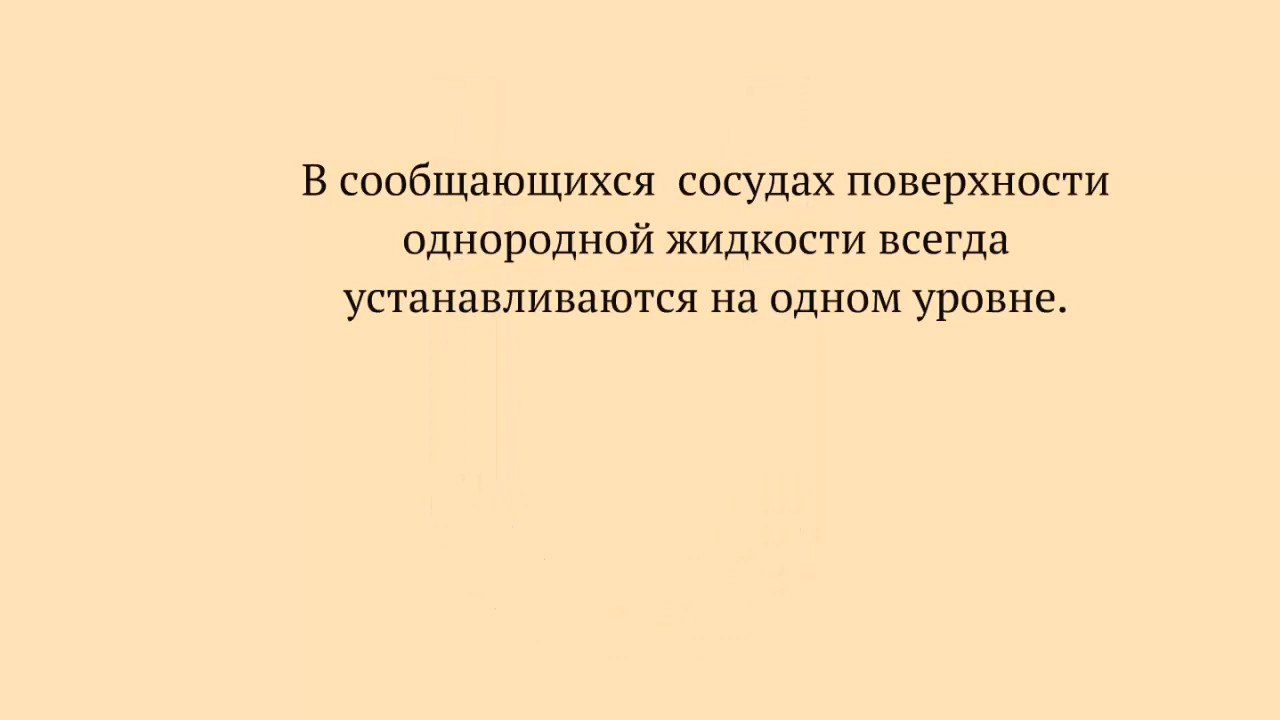 В сообщающихся  сосудах поверхности
однородной жидкости всегда
устанавливаются на одном уровне.